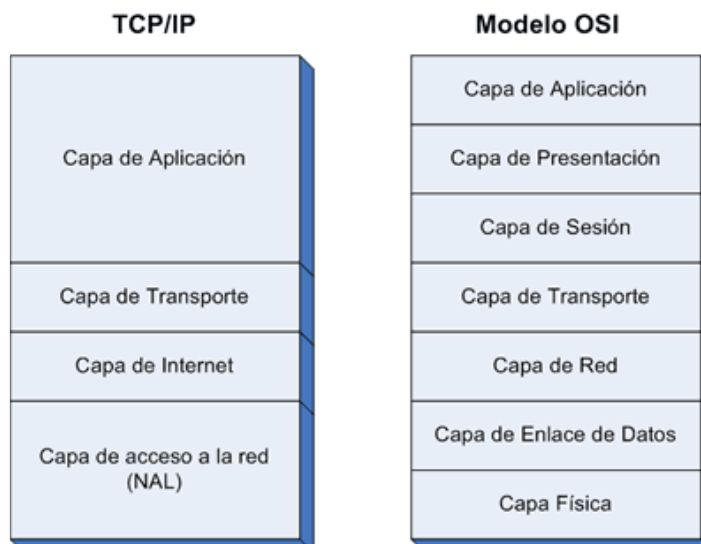 TCP/IP
Capa de Aplicación
Capa de Transporte
Capa de Internet
Capa de acceso a la red
(NAL)
Modelo OSI
Capa de Aplicación
Capa de Presentación
Capa de Sesión
Capa de Transporte
Capa de Red
Capa de Enlace de Datos
Capa Física